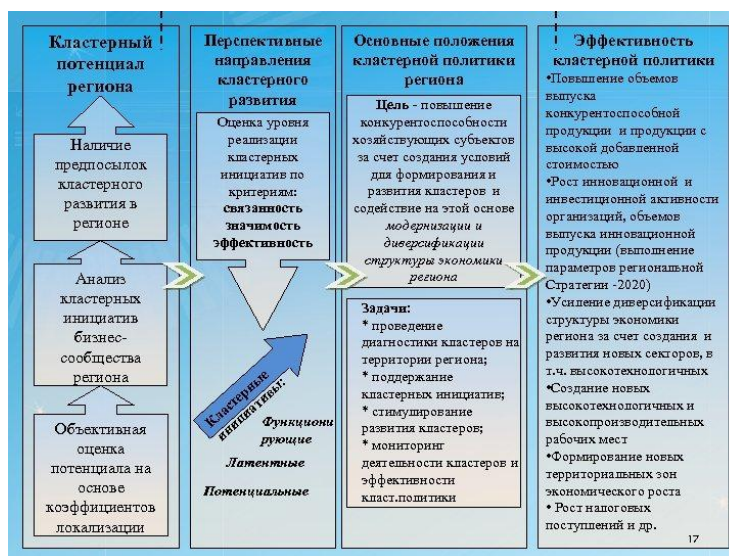 Кластерный
потенциал
региона
Наличие
предпосылок
кластерного
развития в
регионе
Анализ
кластерных
инициатив
бизнес-
сообщества
региона
Объективная
оценка
потенциала на
основе
коэффициентов
локализации
Перспективные
направления
кластерного
развития
Оценка уровня
реализации
кластерных
инициатив по
критериям:
связанность
значимость
эффективность
Кластерные
инициативы:
Функциони
рующие
Латентные
Потенциальные
Основные положения
кластерной политики
региона
Цель - повышение
конкурентоспособности
хозяйствующих субъектов
за счет создания условий
для формирования и
развития кластеров и
содействие на этой основе
модернизации и
диверсификации
структуры экономики
региона
Задачи:
* проведение
диагностики кластеров на
территории региона;
* поддержание
кластерных инициатив;
* стимулирование
развития кластеров;
* мониторинг
деятельности кластеров и
эффективности
класт.политики
Эффективность
кластерной политики
•Повышение объемов
выпуска
конкурентоспособной
продукции и продукции с
высокой добавленной
стоимостью
•Рост инновационной и
инвестиционной активности
организаций, объемов
выпуска инновационной
продукции (выполнение
параметров региональной
Стратегии -2020)
•Усиление диверсификации
структуры экономики
региона за счет создания и
развития новых секторов, в
т.ч. высокотехнологичных
•Создание новых
высокотехнологичных и
высокопроизводительных
рабочих мест
•Формирование новых
территориальных зон
экономического роста
• Рост налоговых
поступлений и др.
17